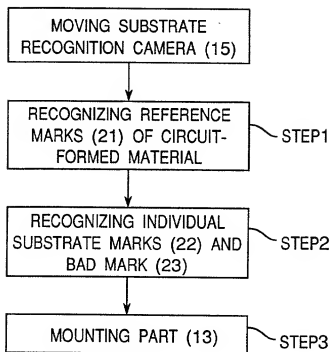 MOVING SUBSTRATE
RECOGNITION CAMERA (15)
RECOGNIZING REFERENCE
MARKS (21) OF CIRCUIT-
FORMED MATERIAL
STEP1
RECOGNIZING INDIVIDUAL
SUBSTRATE MARKS (22) AND
BAD MARK (23)
STEP2
MOUNTING PART (13)
STEP3